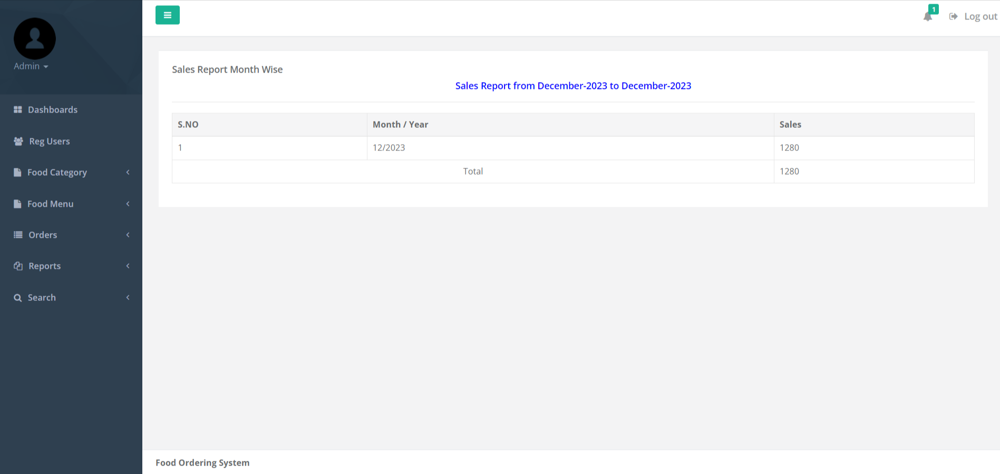 Admin
Dashboards
Reg Users
Food Category
Food Menu
Orders
Reports
Search
1
Log out
Sales Report Month Wise
Sales Report from December-2023 to December-2023
S.NO Month / Year Sales
1 12/2023 1280
Total 1280
Food Ordering System